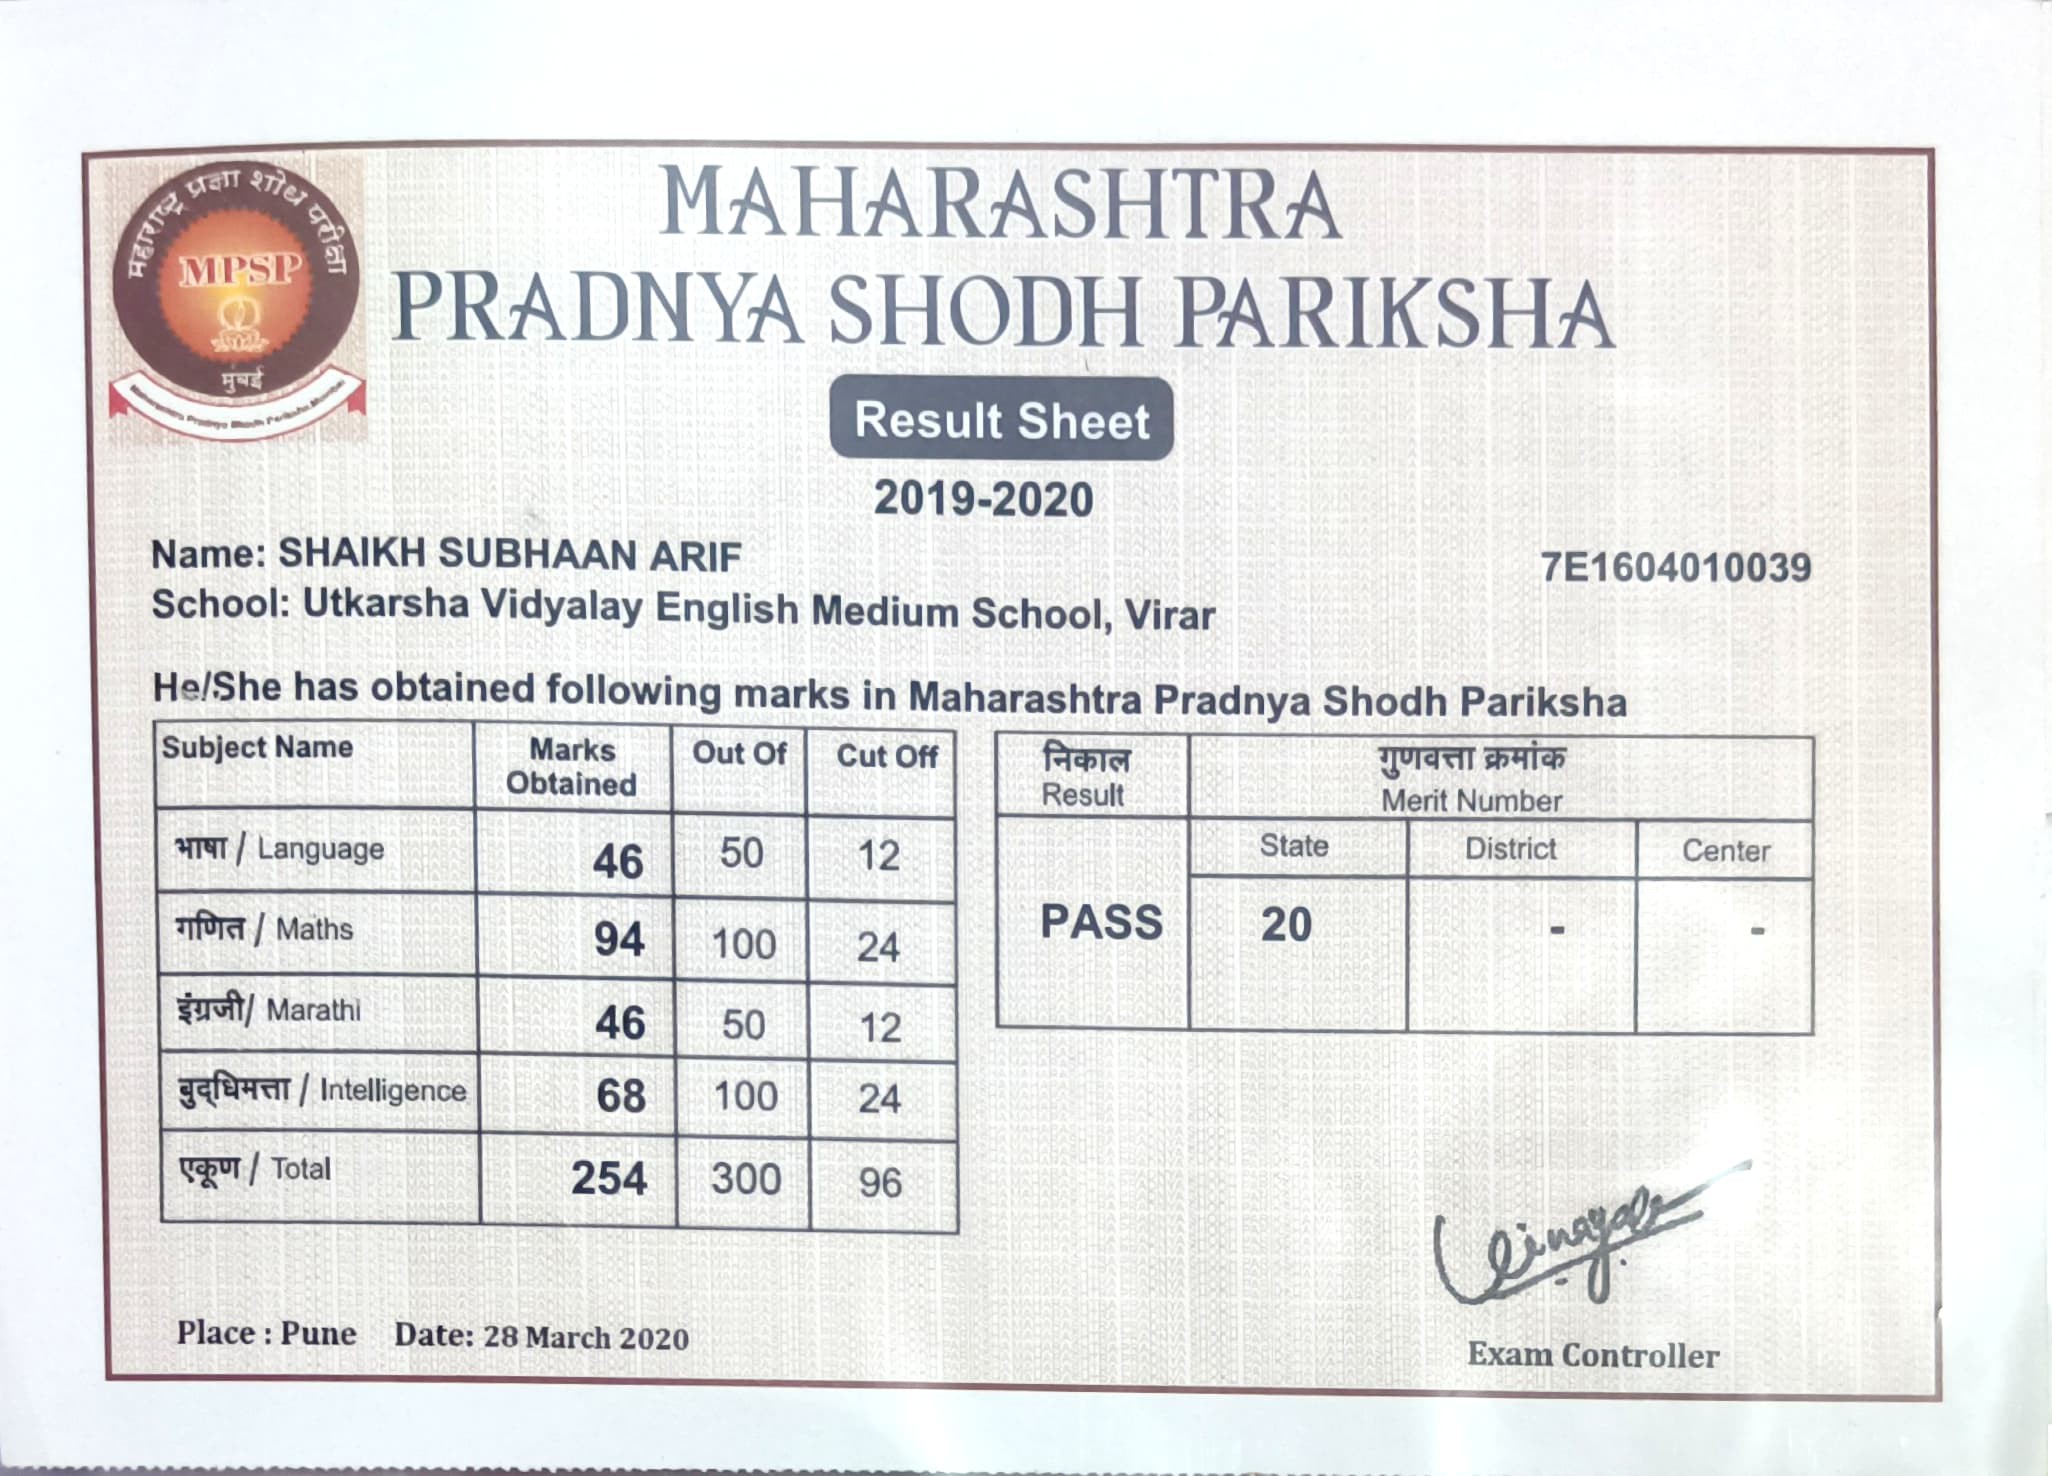 महाराष्ट्र प्रज्ञा शोध परीक्षा
MPSP
मुंबई
Maharashtra Pradnya Shodh Pariksha Mumbai
MAHARASHTRA
PRADNYA SHODH PARIKSHA
Result Sheet
2019-2020
Name: SHAIKH SUBHAAN ARIF 7E1604010039
School: Utkarsha Vidyalay English Medium School, Virar
He/She has obtained following marks in Maharashtra Pradnya Shodh Pariksha
Subject Name Marks Obtained Out Of Cut Off
भाषा / Language 46 50 12
गणित / Maths 94 100 24
इंग्रजी/ Marathi 46 50 12
बुद्धिमत्ता / Intelligence 68 100 24
एकूण / Total 254 300 96
निकाल गुणवत्ता क्रमांक
Result Merit Number
State District Center
PASS 20 - -
Vinayak
Place : Pune Date: 28 March 2020
Exam Controller